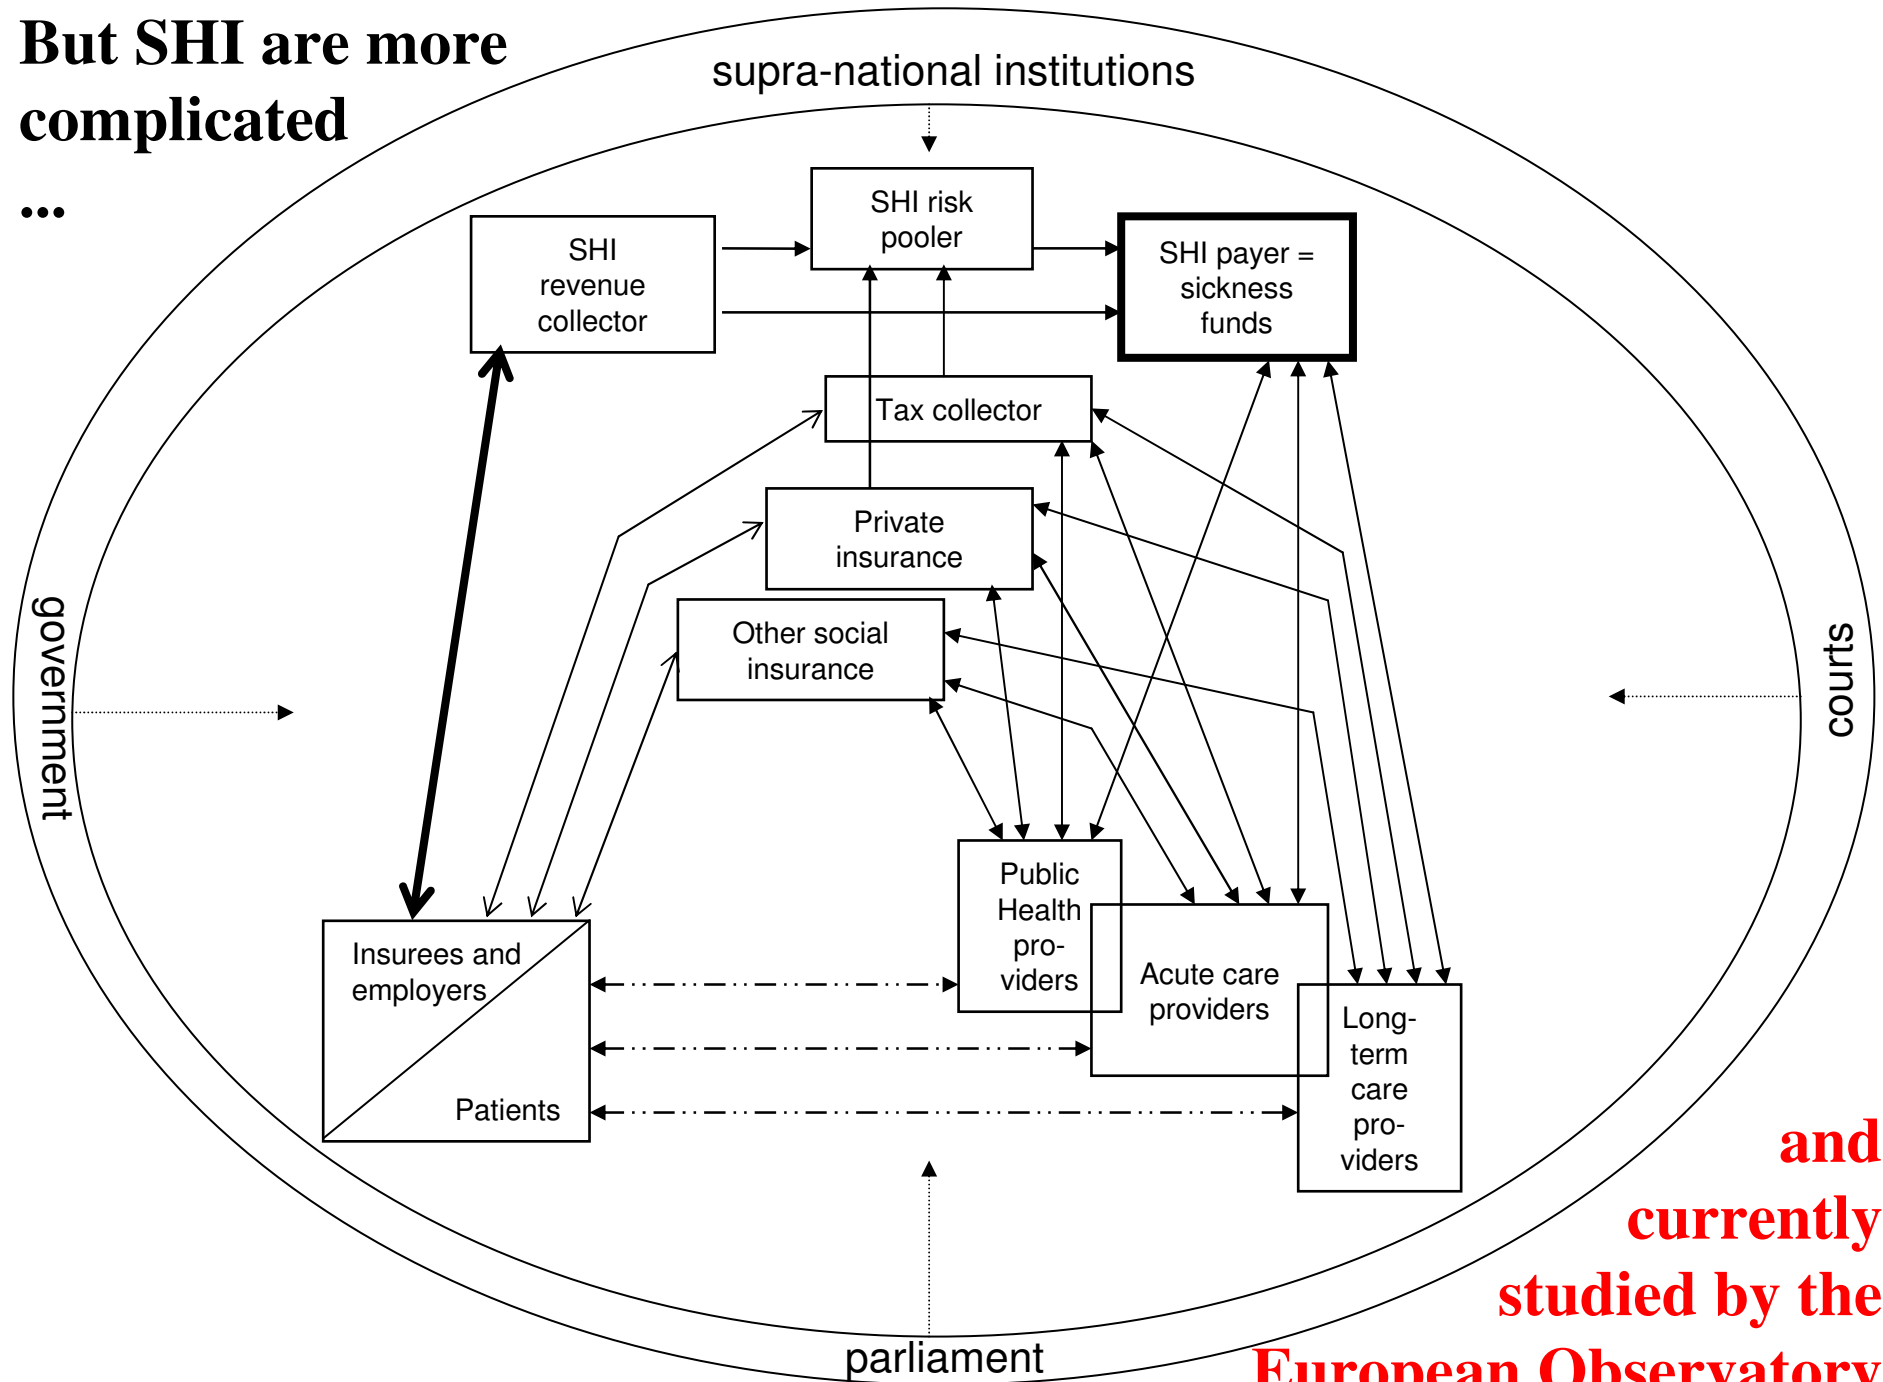 But SHI are more
complicated
...
supra-national institutions
SHI risk
pooler
SHI
revenue
collector
SHI payer =
sickness
funds
Tax collector
Private
insurance
Other social
insurance
government
courts
Public
Health
pro-
viders
Acute care
providers
Long-
term
care
pro-
viders
Insurees and
employers
Patients
parliament
and
currently
studied by the
European Observatory